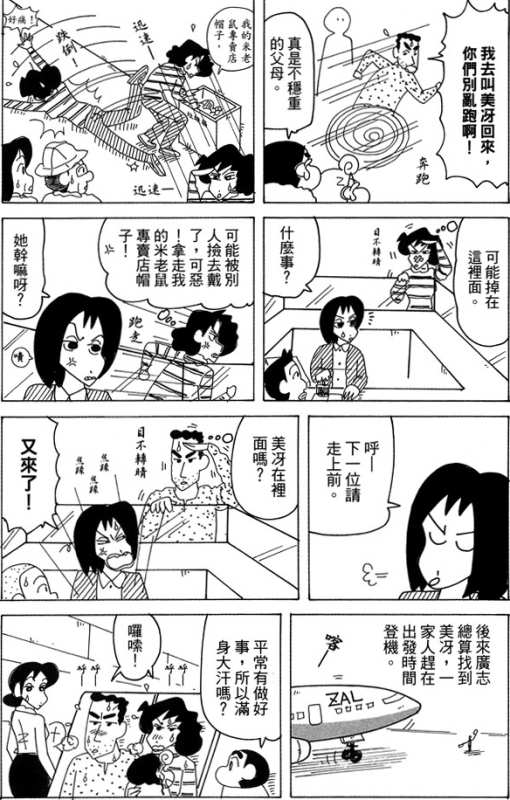 我去叫美冴回來，
你們別亂跑啊！
奔跑
真是不穩重
的父母。
迅速—
我的米老
鼠專賣店
帽子。
跌倒！
好痛！
迅速—
可能掉在
這裡面。
目不轉睛
什麼事？
可能被別
人撿去戴
了，可惡
！拿走我
的米老鼠
專賣店帽
子！
跑走
她幹嘛呀？
嘖
呼—
下一位請
走上前。
美冴在裡
面嗎？
目不轉睛
焦躁
焦躁
焦躁
又來了！
後來廣志
總算找到
美冴，一
家人趕在
出發時間
登機。
ZAL
平常有做好
事，所以滿
身大汗嗎？
囉嗦！